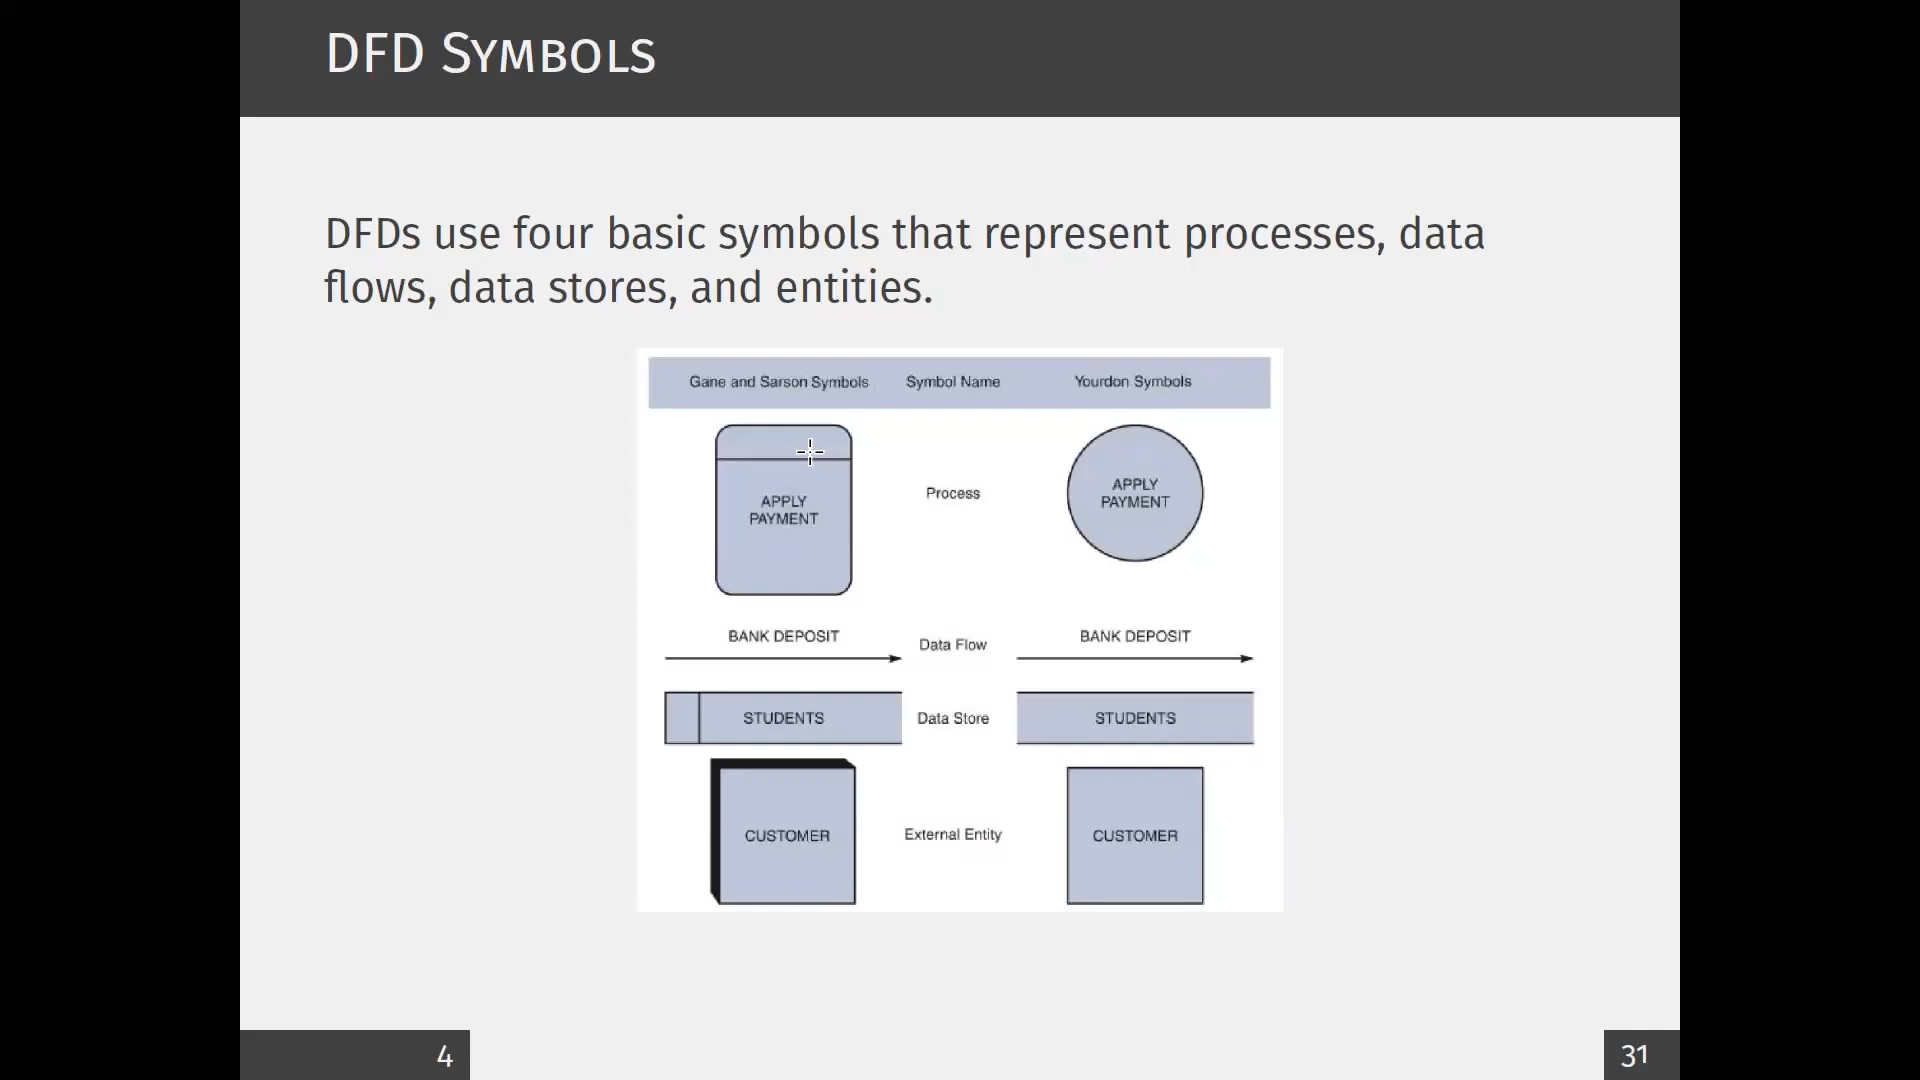 DFD SYMBOLS
DFDs use four basic symbols that represent processes, data
flows, data stores, and entities.
Gane and Sarson Symbols Symbol Name Yourdon Symbols
APPLY
PAYMENT
Process
APPLY
PAYMENT
BANK DEPOSIT
Data Flow
BANK DEPOSIT
STUDENTS
Data Store
STUDENTS
CUSTOMER
External Entity
CUSTOMER
4
31